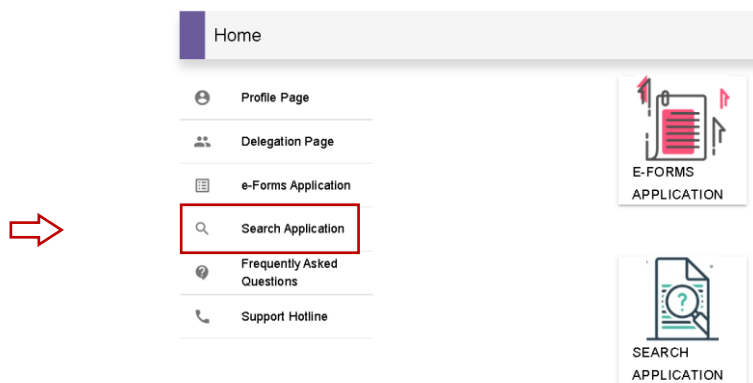 Home
Profile Page
Delegation Page
e-Forms Application
Search Application
Frequently Asked
Questions
Support Hotline
E-FORMS
APPLICATION
?
SEARCH
APPLICATION